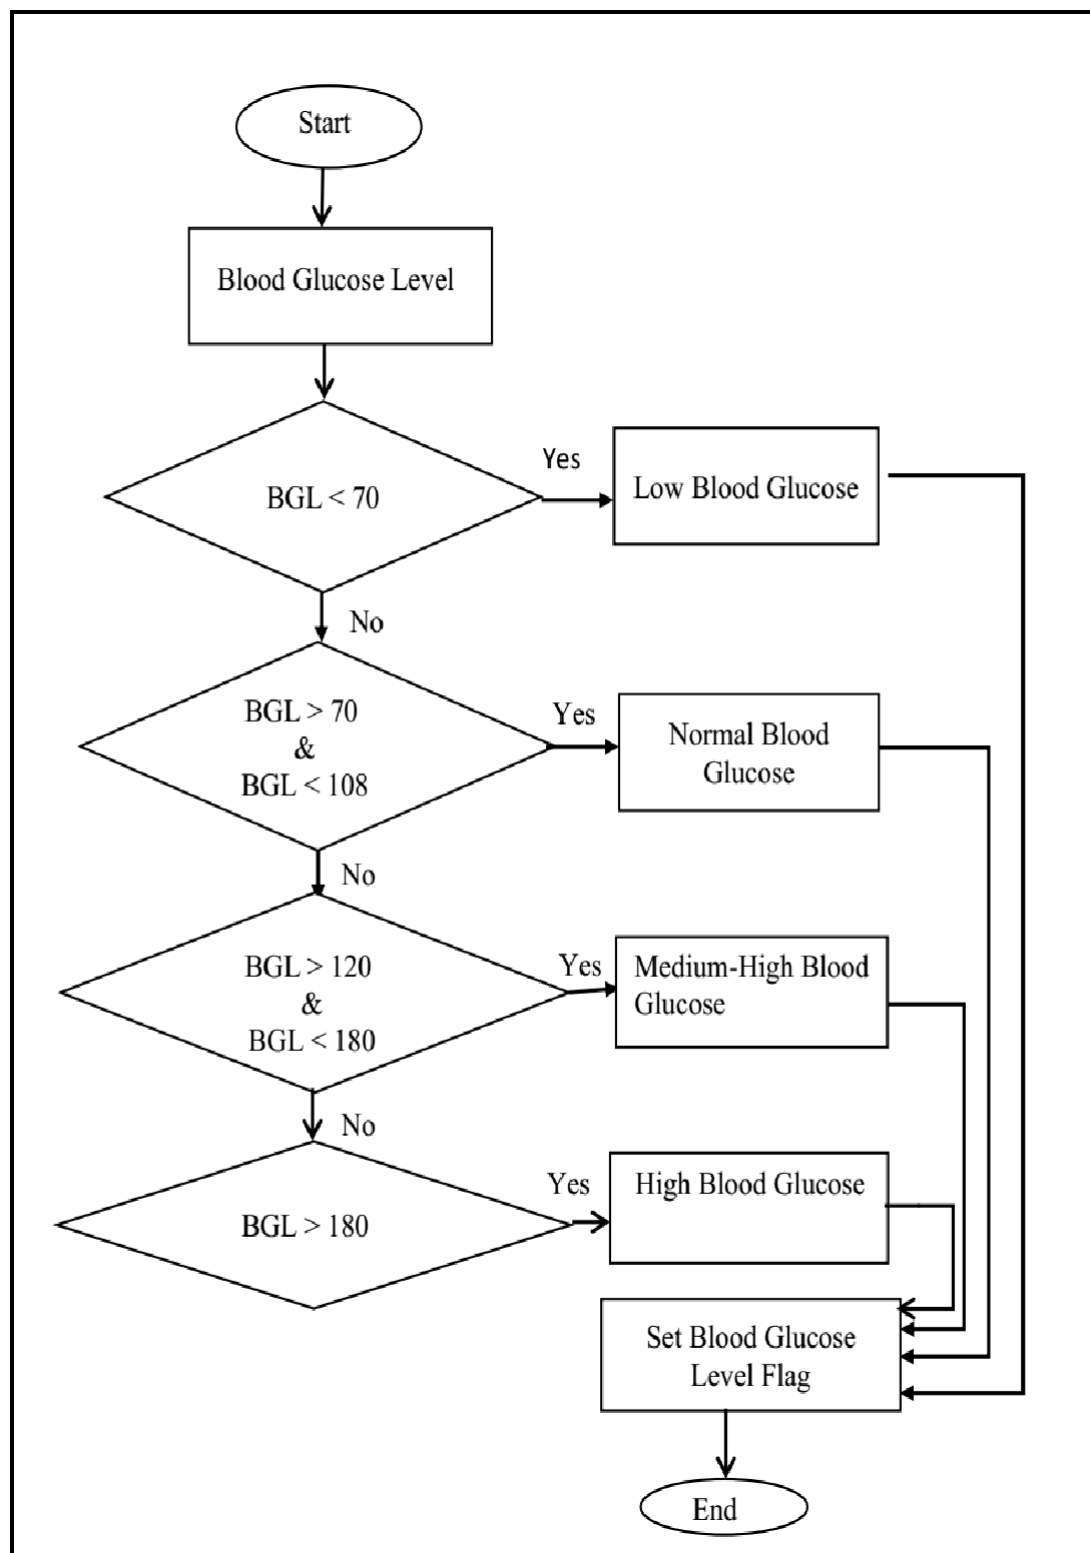 Start
Blood Glucose Level
BGL < 70
Yes
Low Blood Glucose
No
BGL > 70
&
BGL < 108
Yes
Normal Blood
Glucose
No
BGL > 120
&
BGL < 180
Yes
Medium-High Blood
Glucose
No
BGL > 180
Yes
High Blood Glucose
Set Blood Glucose
Level Flag
End